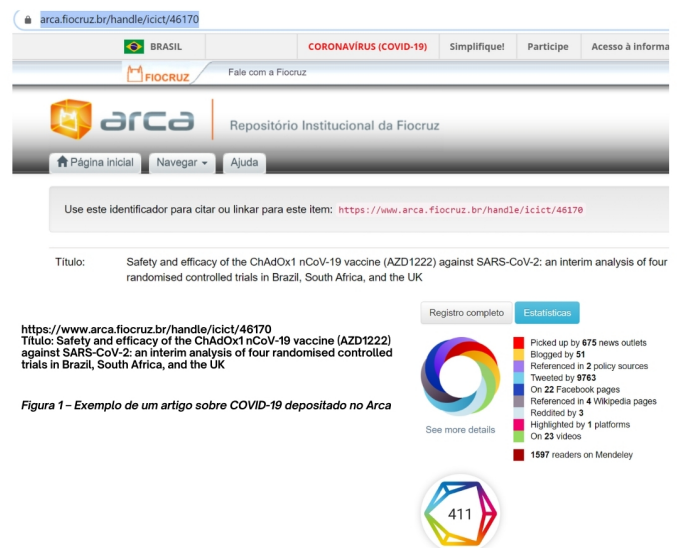 arca.fiocruz.br/handle/icict/46170
BRASIL CORONAVÍRUS (COVID-19) Simplifique! Participe Acesso à informa
FIOCRUZ Fale com a Fiocruz
arca Repositório Institucional da Fiocruz
Página inicial Navegar Ajuda
Use este identificador para citar ou linkar para este item: https://www.arca.fiocruz.br/handle/icict/46170
Título: Safety and efficacy of the ChAdOx1 nCoV-19 vaccine (AZD1222) against SARS-CoV-2: an interim analysis of four
randomised controlled trials in Brazil, South Africa, and the UK
Registro completo Estatísticas
https://www.arca.fiocruz.br/handle/icict/46170
Título: Safety and efficacy of the ChAdOx1 nCoV-19 vaccine (AZD1222)
against SARS-CoV-2: an interim analysis of four randomised controlled
trials in Brazil, South Africa, and the UK
Figura 1 – Exemplo de um artigo sobre COVID-19 depositado no Arca
See more details
Picked up by 675 news outlets
Blogged by 51
Referenced in 2 policy sources
Tweeted by 9763
On 22 Facebook pages
Referenced in 4 Wikipedia pages
Reddited by 3
Highlighted by 1 platforms
On 23 videos
1597 readers on Mendeley
411